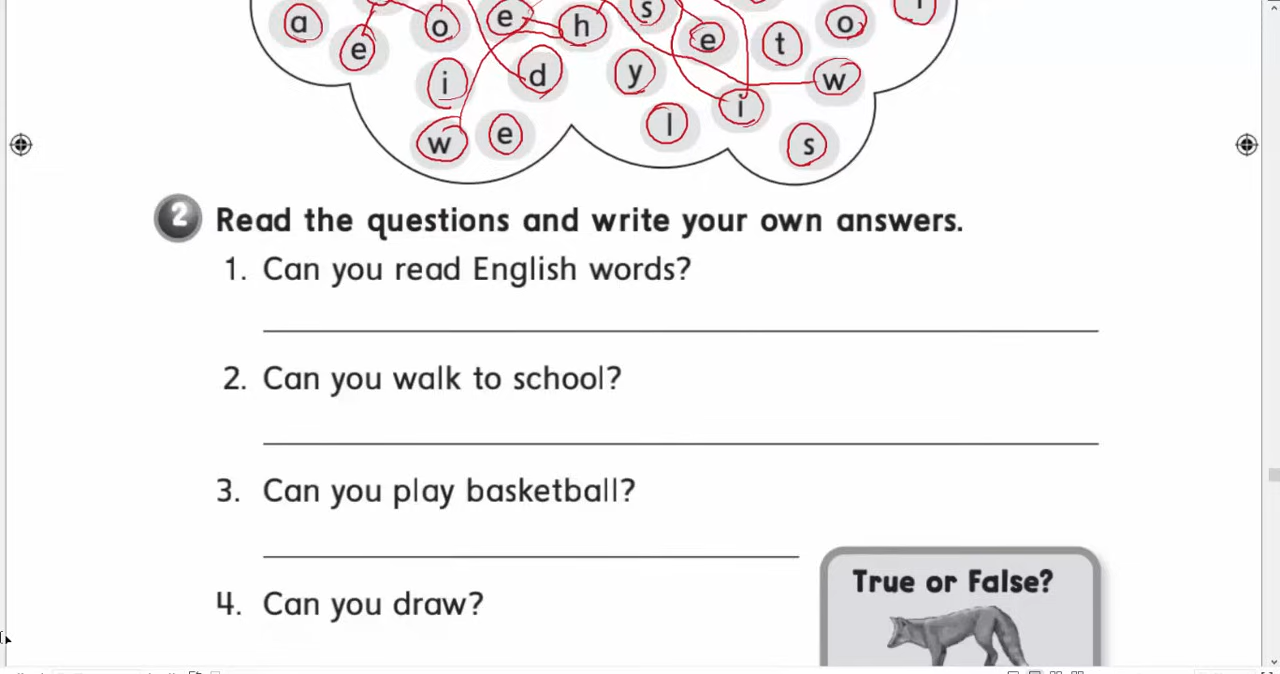 a e o e h s e t o
i d y i w
w e l s
2 Read the questions and write your own answers.
1. Can you read English words?
2. Can you walk to school?
3. Can you play basketball?
4. Can you draw?
True or False?